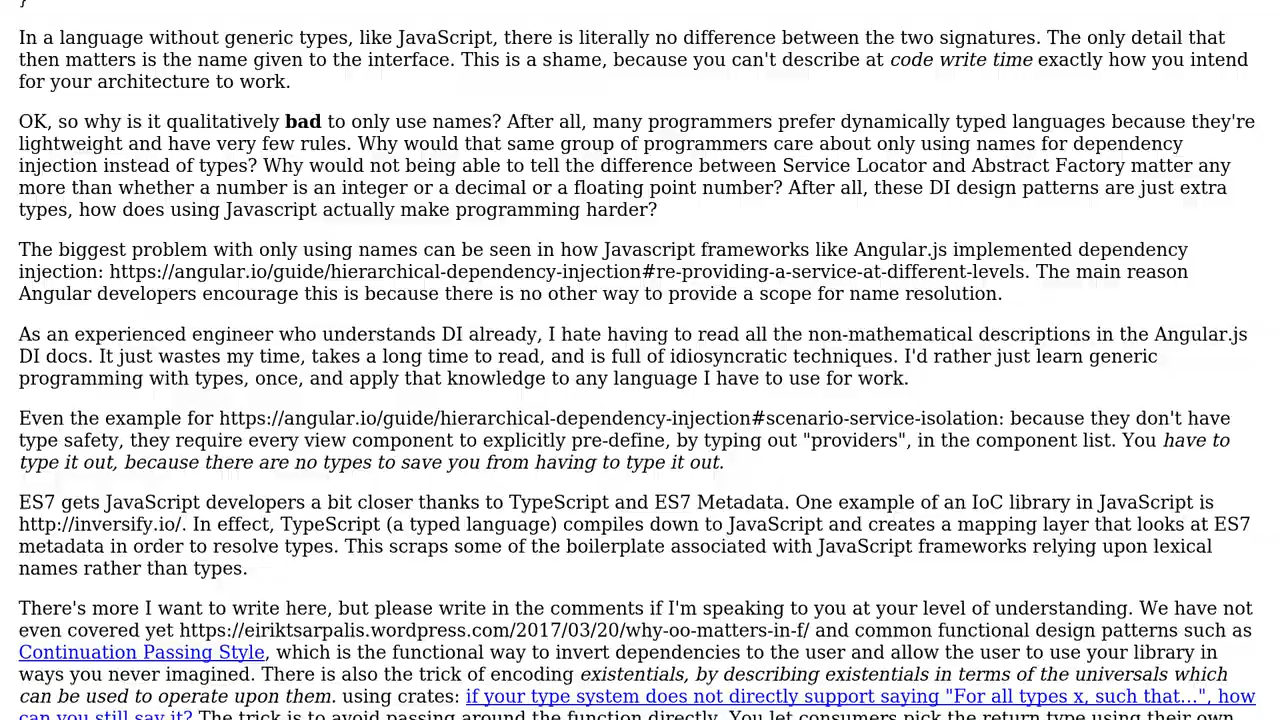 }
In a language without generic types, like JavaScript, there is literally no difference between the two signatures. The only detail that
then matters is the name given to the interface. This is a shame, because you can't describe at code write time exactly how you intend
for your architecture to work.
OK, so why is it qualitatively bad to only use names? After all, many programmers prefer dynamically typed languages because they're
lightweight and have very few rules. Why would that same group of programmers care about only using names for dependency
injection instead of types? Why would not being able to tell the difference between Service Locator and Abstract Factory matter any
more than whether a number is an integer or a decimal or a floating point number? After all, these DI design patterns are just extra
types, how does using Javascript actually make programming harder?
The biggest problem with only using names can be seen in how Javascript frameworks like Angular.js implemented dependency
injection: https://angular.io/guide/hierarchical-dependency-injection#re-providing-a-service-at-different-levels. The main reason
Angular developers encourage this is because there is no other way to provide a scope for name resolution.
As an experienced engineer who understands DI already, I hate having to read all the non-mathematical descriptions in the Angular.js
DI docs. It just wastes my time, takes a long time to read, and is full of idiosyncratic techniques. I'd rather just learn generic
programming with types, once, and apply that knowledge to any language I have to use for work.
Even the example for https://angular.io/guide/hierarchical-dependency-injection#scenario-service-isolation: because they don't have
type safety, they require every view component to explicitly pre-define, by typing out "providers", in the component list. You have to
type it out, because there are no types to save you from having to type it out.
ES7 gets JavaScript developers a bit closer thanks to TypeScript and ES7 Metadata. One example of an IoC library in JavaScript is
http://inversify.io/. In effect, TypeScript (a typed language) compiles down to JavaScript and creates a mapping layer that looks at ES7
metadata in order to resolve types. This scraps some of the boilerplate associated with JavaScript frameworks relying upon lexical
names rather than types.
There's more I want to write here, but please write in the comments if I'm speaking to you at your level of understanding. We have not
even covered yet https://eiriktsarpalis.wordpress.com/2017/03/20/why-oo-matters-in-f/ and common functional design patterns such as
Continuation Passing Style, which is the functional way to invert dependencies to the user and allow the user to use your library in
ways you never imagined. There is also the trick of encoding existentials, by describing existentials in terms of the universals which
can be used to operate upon them. using crates: if your type system does not directly support saying "For all types x, such that...", how
can you still say it? The trick is to avoid passing around the function directly. You let consumers pick the return type using their own